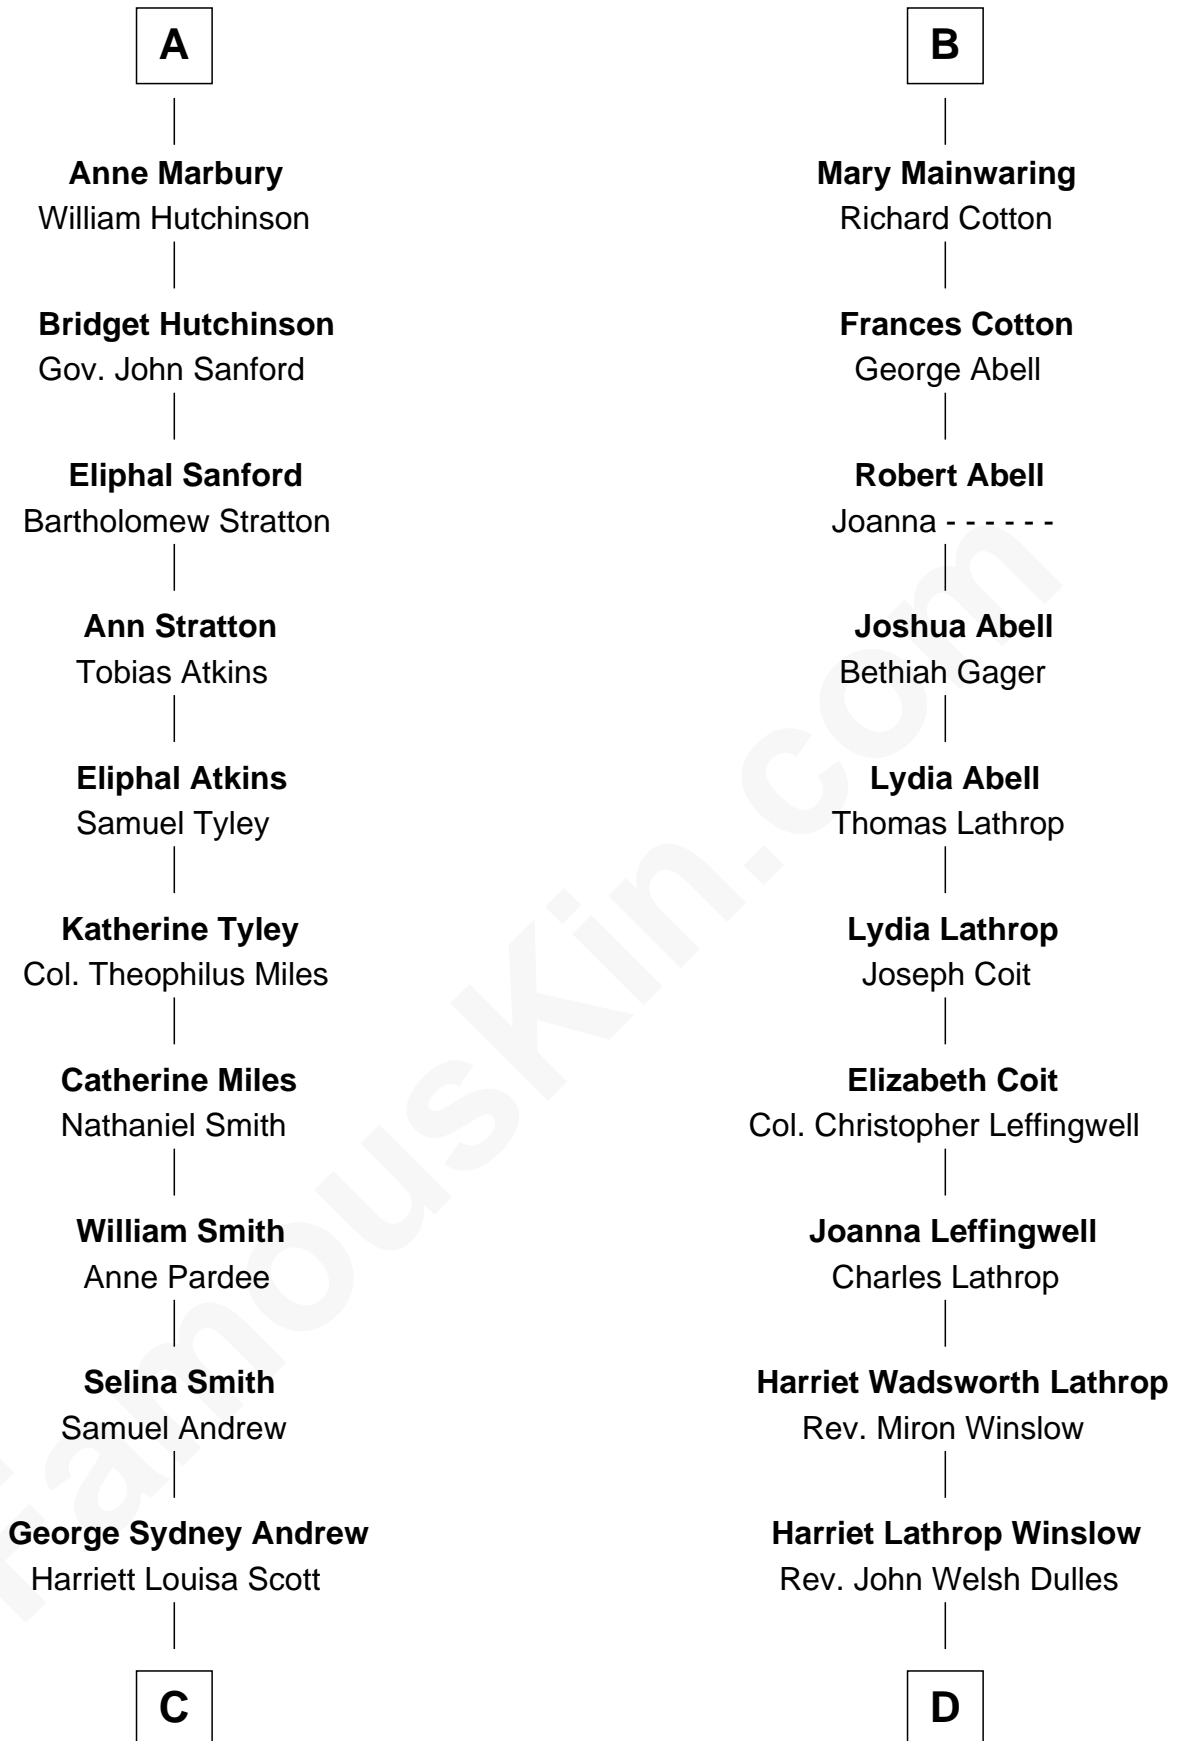 A
Anne Marbury
William Hutchinson
Bridget Hutchinson
Gov. John Sanford
Eliphal Sanford
Bartholomew Stratton
Ann Stratton
Tobias Atkins
Eliphal Atkins
Samuel Tyley
Katherine Tyley
Col. Theophilus Miles
Catherine Miles
Nathaniel Smith
William Smith
Anne Pardee
Selina Smith
Samuel Andrew
George Sydney Andrew
Harriett Louisa Scott
C
B
Mary Mainwaring
Richard Cotton
Frances Cotton
George Abell
Robert Abell
Joanna - - - - - -
Joshua Abell
Bethiah Gager
Lydia Abell
Thomas Lathrop
Lydia Lathrop
Joseph Coit
Elizabeth Coit
Col. Christopher Leffingwell
Joanna Leffingwell
Charles Lathrop
Harriet Wadsworth Lathrop
Rev. Miron Winslow
Harriet Lathrop Winslow
Rev. John Welsh Dulles
D
FamousKin.com